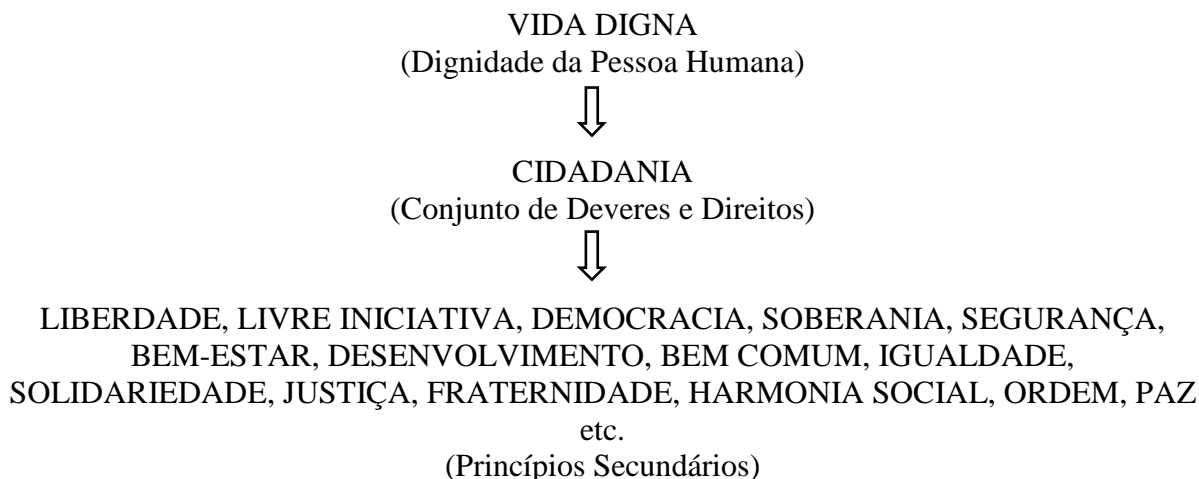 VIDA DIGNA
(Dignidade da Pessoa Humana)
CIDADANIA
(Conjunto de Deveres e Direitos)
LIBERDADE, LIVRE INICIATIVA, DEMOCRACIA, SOBERANIA, SEGURANÇA,
BEM-ESTAR, DESENVOLVIMENTO, BEM COMUM, IGUALDADE,
SOLIDARIEDADE, JUSTIÇA, FRATERNIDADE, HARMONIA SOCIAL, ORDEM, PAZ
etc.
(Princípios Secundários)